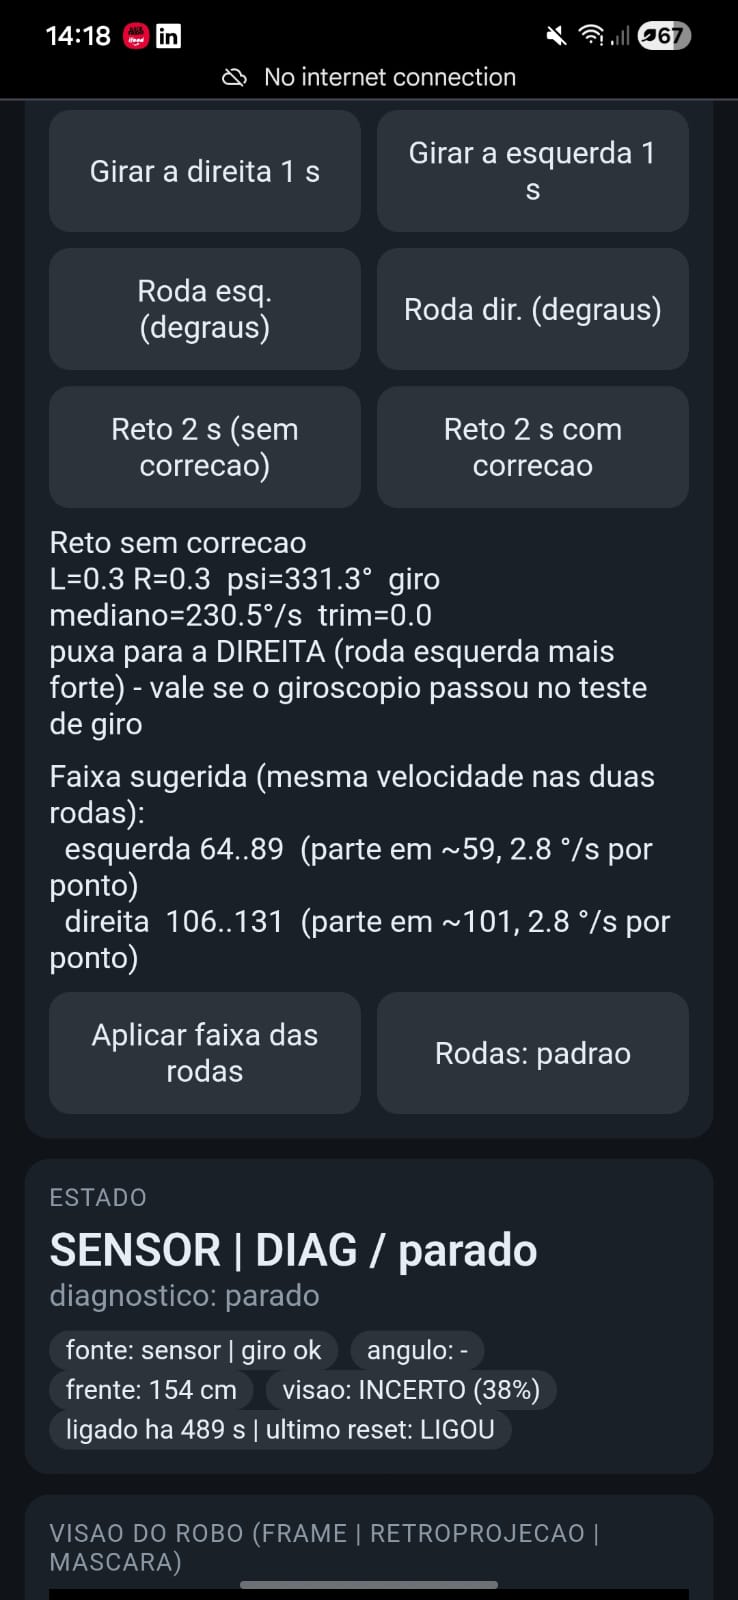 14:18
67
No internet connection
Girar a direita 1 s
Girar a esquerda 1
s
Roda esq.
(degraus)
Roda dir. (degraus)
Reto 2 s (sem
correcao)
Reto 2 s com
correcao
Reto sem correcao
L=0.3 R=0.3  psi=331.3°  giro
mediano=230.5°/s  trim=0.0
puxa para a DIREITA (roda esquerda mais
forte) - vale se o giroscopio passou no teste
de giro
Faixa sugerida (mesma velocidade nas duas
rodas):
esquerda 64..89  (parte em ~59, 2.8 °/s por
ponto)
direita  106..131  (parte em ~101, 2.8 °/s por
ponto)
Aplicar faixa das
rodas
Rodas: padrao
ESTADO
SENSOR | DIAG / parado
diagnostico: parado
fonte: sensor | giro ok
angulo: -
frente: 154 cm
visao: INCERTO (38%)
ligado ha 489 s | ultimo reset: LIGOU
VISAO DO ROBO (FRAME | RETROPROJECAO |
MASCARA)